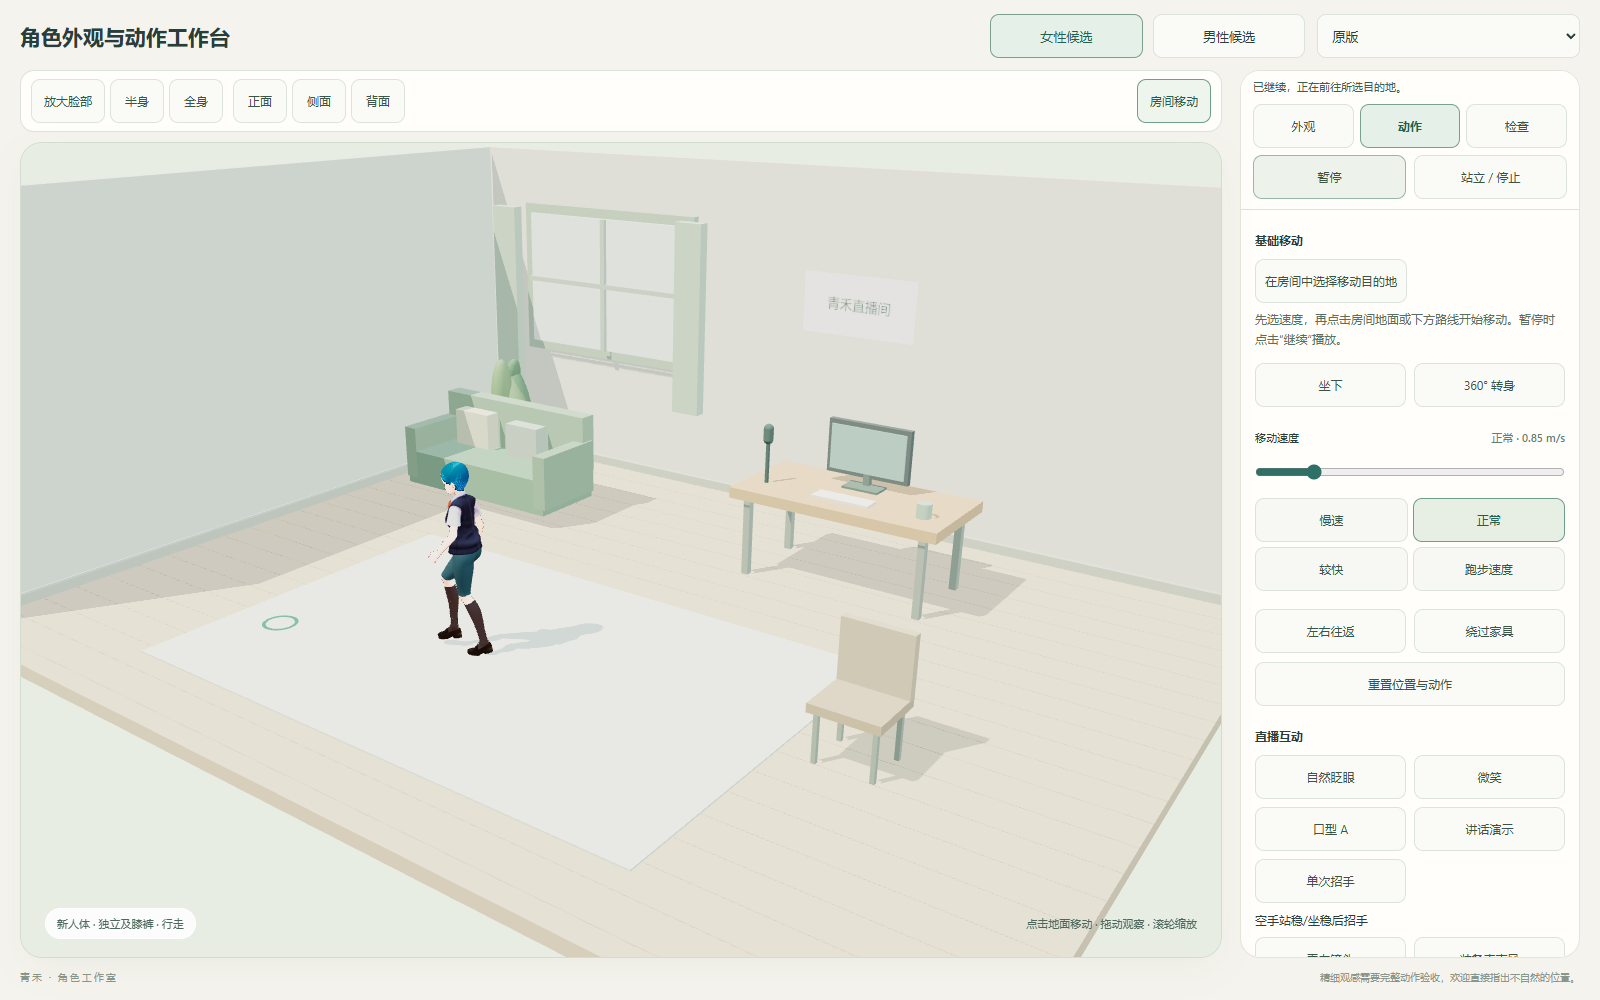 角色外观与动作工作台
女性候选
男性候选
原版
放大脸部
半身
全身
正面
侧面
背面
房间移动
已继续，正在前往所选目的地。
外观
动作
检查
暂停
站立 / 停止
基础移动
在房间中选择移动目的地
先选速度，再点击房间地面或下方路线开始移动。暂停时
点击“继续”播放。
坐下
360° 转身
移动速度
正常 · 0.85 m/s
慢速
正常
较快
跑步速度
左右往返
绕过家具
重置位置与动作
直播互动
自然眨眼
微笑
口型 A
讲话演示
单次招手
空手站稳/坐稳后招手
青禾直播间
新人体 · 独立及膝裤 · 行走
点击地面移动 · 拖动观察 · 滚轮缩放
青禾 · 角色工作室
精细观感需要完整动作验收，欢迎直接指出不自然的位置。